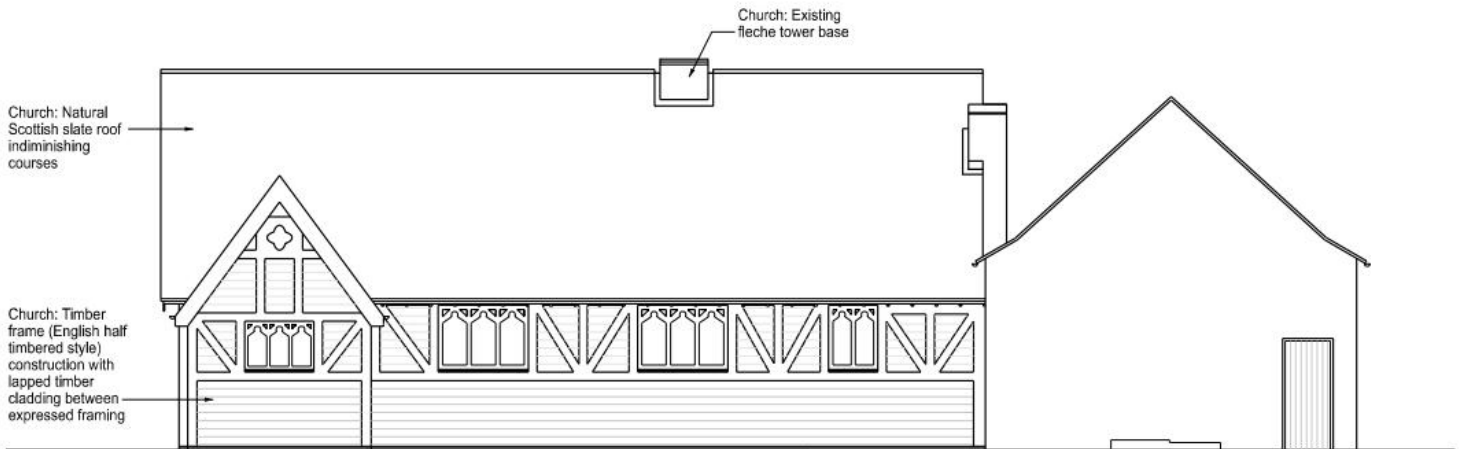 Church: Existing
fleche tower base
Church: Natural
Scottish slate roof
indiminishing
courses
Church: Timber
frame (English half
timbered style)
construction with
lapped timber
cladding between
expressed framing